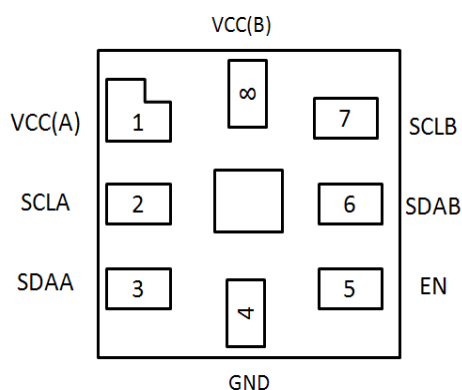 VCC(B)
VCC(A) 1 8 7 SCLB
SCLA 2 6 SDAB
SDAA 3 4 5 EN
GND